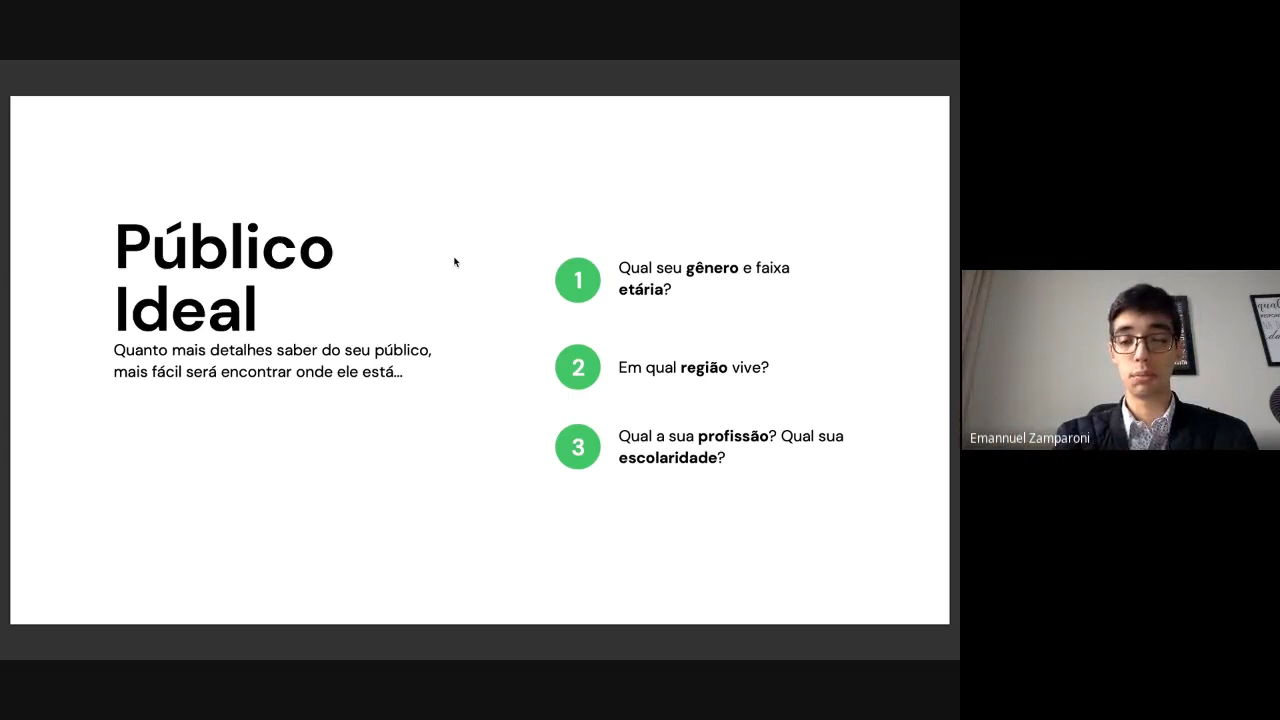 Público
Ideal
Quanto mais detalhes saber do seu público,
mais fácil será encontrar onde ele está...
1
Qual seu gênero e faixa
etária?
2
Em qual região vive?
3
Qual a sua profissão? Qual sua
escolaridade?
Emannuel Zamparoni